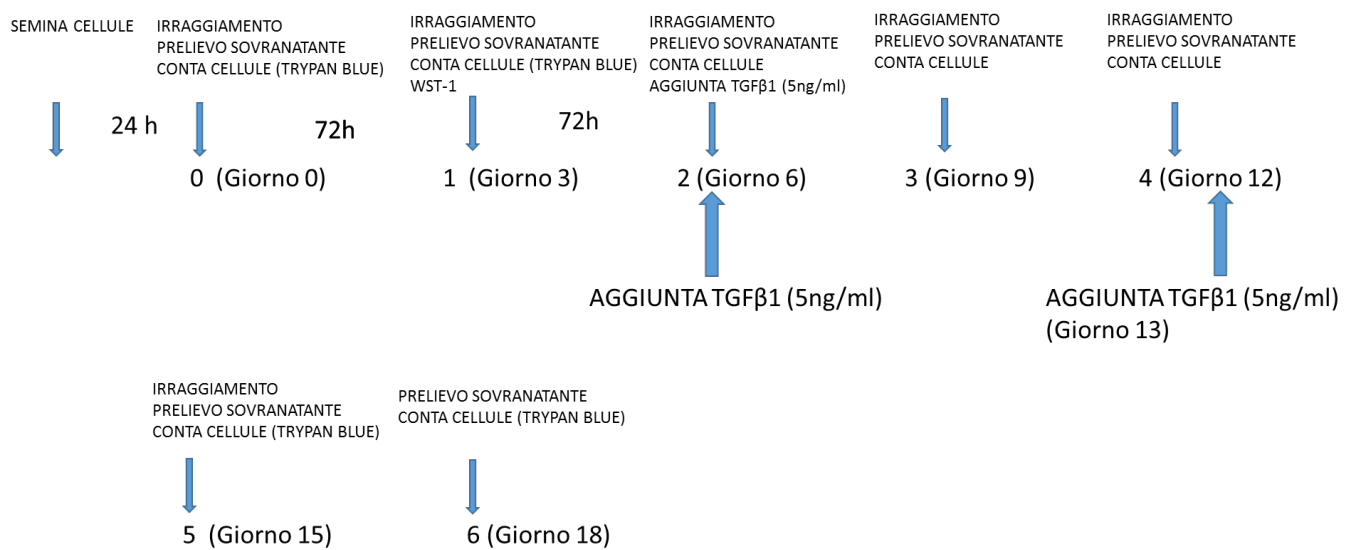 SEMINA CELLULE
IRRAGGIAMENTO
PRELIEVO SOVRANATANTE
CONTA CELLULE (TRYPAN BLUE)
IRRAGGIAMENTO
PRELIEVO SOVRANATANTE
CONTA CELLULE (TRYPAN BLUE)
WST-1
IRRAGGIAMENTO
PRELIEVO SOVRANATANTE
CONTA CELLULE
AGGIUNTA TGFβ1 (5ng/ml)
IRRAGGIAMENTO
PRELIEVO SOVRANATANTE
CONTA CELLULE
IRRAGGIAMENTO
PRELIEVO SOVRANATANTE
CONTA CELLULE
24 h
72h
72h
0 (Giorno 0)
1 (Giorno 3)
2 (Giorno 6)
3 (Giorno 9)
4 (Giorno 12)
AGGIUNTA TGFβ1 (5ng/ml)
AGGIUNTA TGFβ1 (5ng/ml)
(Giorno 13)
IRRAGGIAMENTO
PRELIEVO SOVRANATANTE
CONTA CELLULE (TRYPAN BLUE)
PRELIEVO SOVRANATANTE
CONTA CELLULE (TRYPAN BLUE)
5 (Giorno 15)
6 (Giorno 18)